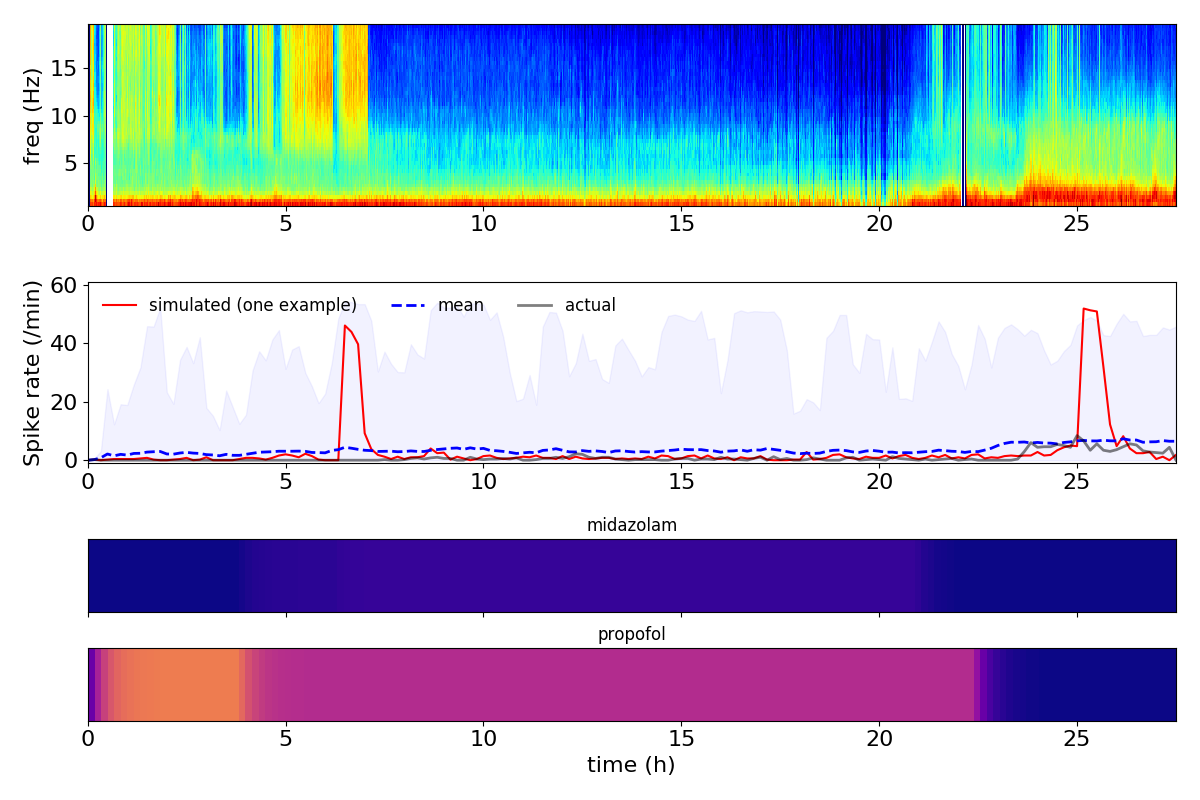 freq (Hz)
15
10
5
0 5 10 15 20 25
Spike rate (/min)
60
40
20
0
simulated (one example) mean actual
0 5 10 15 20 25
midazolam
propofol
0 5 10 15 20 25
time (h)